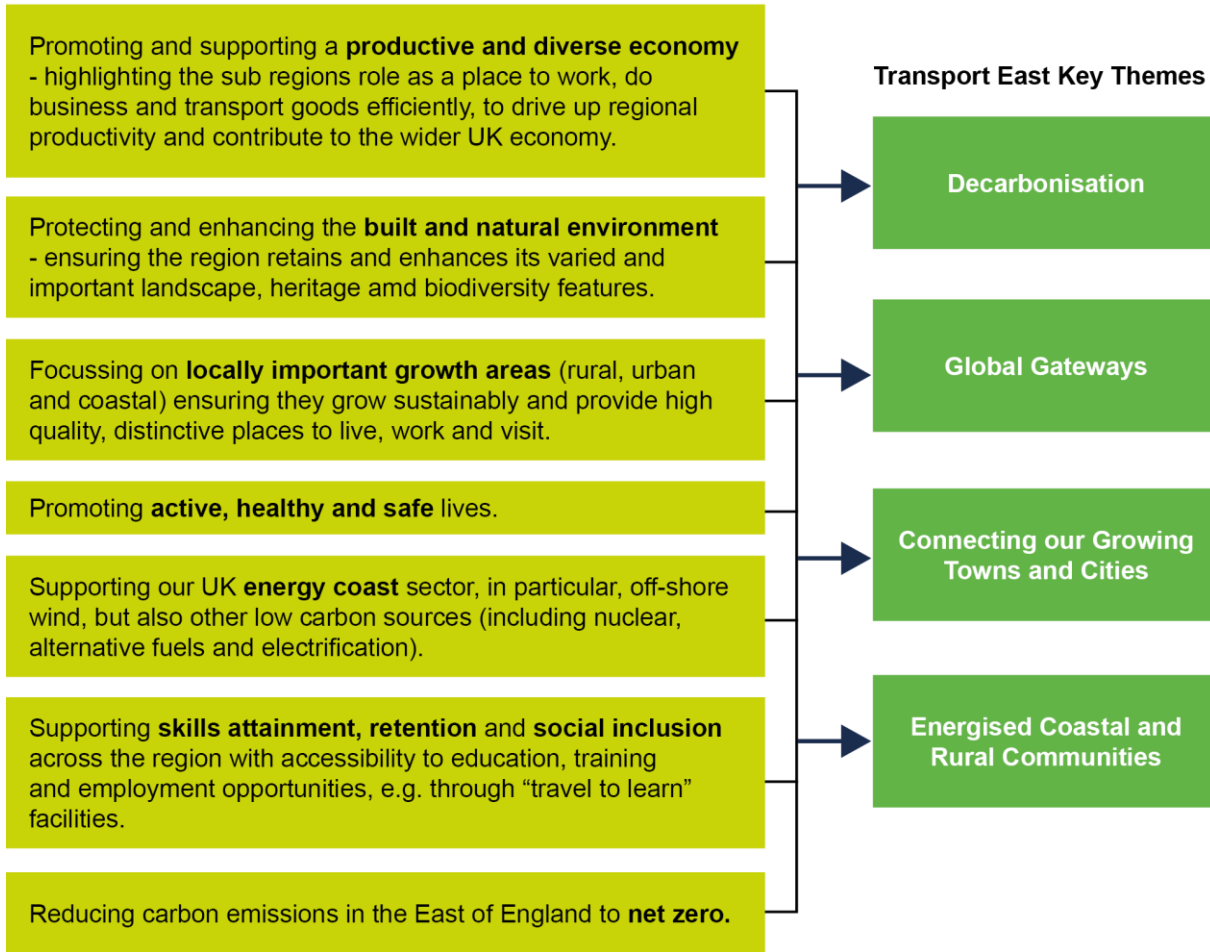 Promoting and supporting a productive and diverse economy
- highlighting the sub regions role as a place to work, do
business and transport goods efficiently, to drive up regional
productivity and contribute to the wider UK economy.
Protecting and enhancing the built and natural environment
- ensuring the region retains and enhances its varied and
important landscape, heritage amd biodiversity features.
Focussing on locally important growth areas (rural, urban
and coastal) ensuring they grow sustainably and provide high
quality, distinctive places to live, work and visit.
Promoting active, healthy and safe lives.
Supporting our UK energy coast sector, in particular, off-shore
wind, but also other low carbon sources (including nuclear,
alternative fuels and electrification).
Supporting skills attainment, retention and social inclusion
across the region with accessibility to education, training
and employment opportunities, e.g. through “travel to learn”
facilities.
Reducing carbon emissions in the East of England to net zero.
Transport East Key Themes
Decarbonisation
Global Gateways
Connecting our Growing
Towns and Cities
Energised Coastal and
Rural Communities